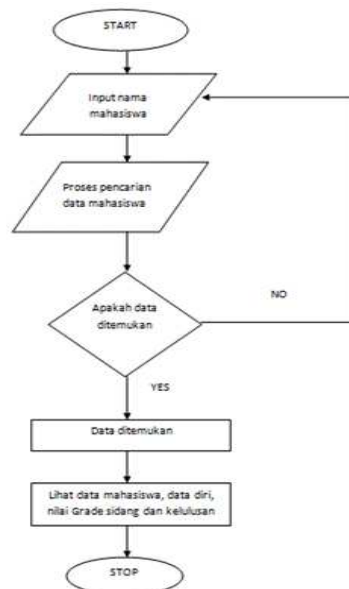 START
Input nama
mahasiswa
Proses pencarian
data mahasiswa
Apakah data
ditemukan
NO
YES
Data ditemukan
Lihat data mahasiswa, data diri,
nilai Grade sidang dan kelulusan
STOP